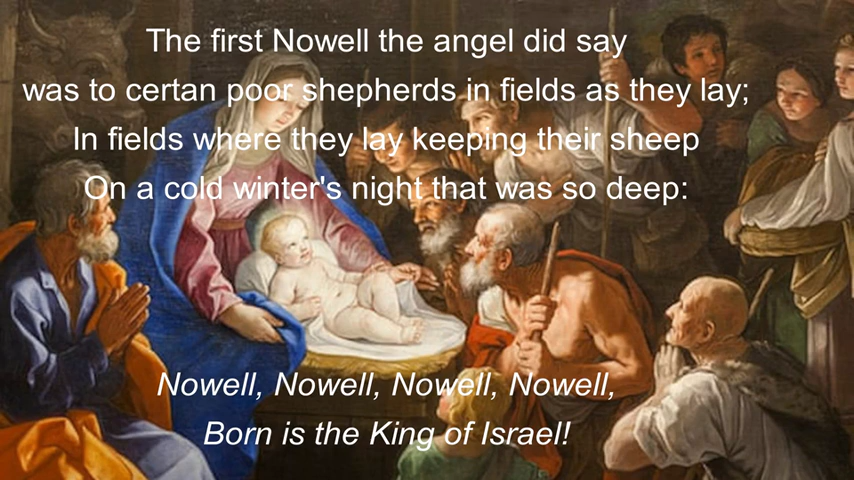 The first Nowell the angel did say
was to certan poor shepherds in fields as they lay;
In fields where they lay keeping their sheep
On a cold winter's night that was so deep:
Nowell, Nowell, Nowell, Nowell,
Born is the King of Israel!